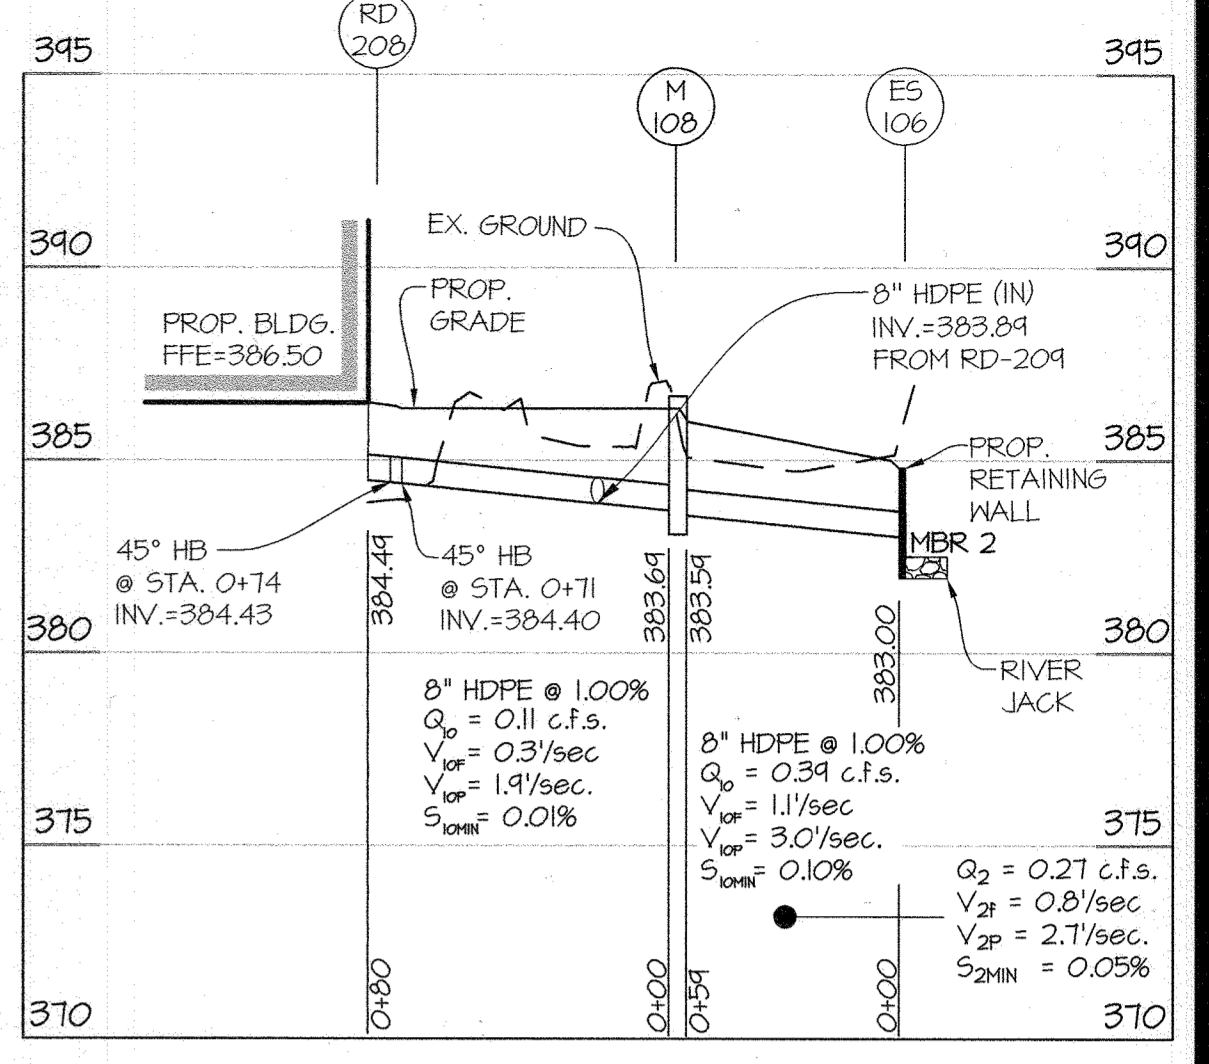 RD
208
395
395
M
108
ES
106
EX. GROUND
390
390
PROP.
GRADE
8" HDPE (IN)
INV.=383.89
FROM RD-209
PROP. BLDG.
FFE=386.50
385
385
PROP.
RETAINING
WALL
MBR 2
45° HB
@ STA. 0+74
INV.=384.43
384.49
45° HB
@ STA. 0+71
INV.=384.40
383.69
383.59
383.00
380
380
RIVER
JACK
8" HDPE @ 1.00%
Q10 = 0.11 c.f.s.
V10F = 0.3'/sec
V10P = 1.9'/sec.
S10MIN = 0.01%
8" HDPE @ 1.00%
Q10 = 0.39 c.f.s.
V10F = 1.1'/sec
V10P = 3.0'/sec.
S10MIN = 0.10%
375
375
Q2 = 0.27 c.f.s.
V2f = 0.8'/sec
V2P = 2.7'/sec.
S2MIN = 0.05%
0+80
0+00
0+59
0+00
370
370